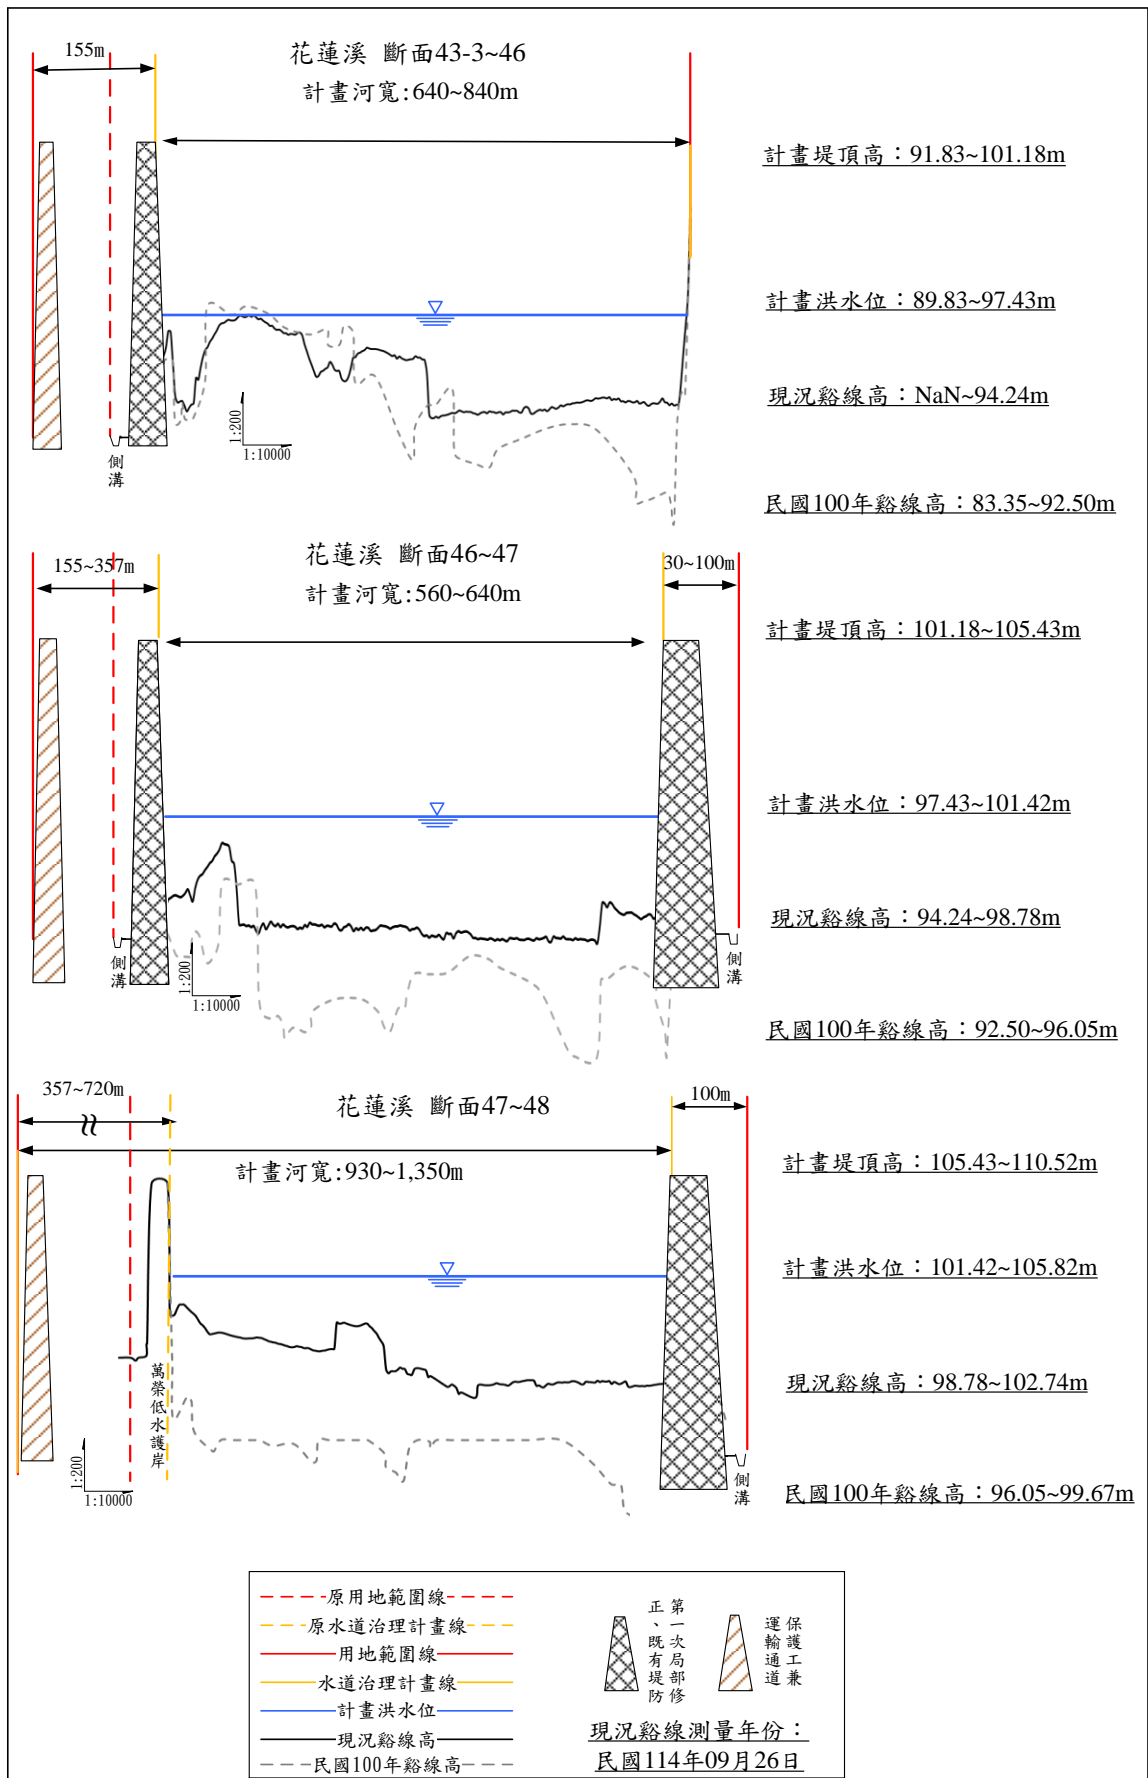 155m
花蓮溪 斷面43-3~46
計畫河寬:640~840m
計畫堤頂高：91.83~101.18m
計畫洪水位：89.83~97.43m
現況谿線高：NaN~94.24m
民國100年谿線高：83.35~92.50m
1:200
1:10000
側溝
155~357m
花蓮溪 斷面46~47
計畫河寬:560~640m
30~100m
計畫堤頂高：101.18~105.43m
計畫洪水位：97.43~101.42m
現況谿線高：94.24~98.78m
民國100年谿線高：92.50~96.05m
側溝
1:200
1:10000
側溝
357~720m
花蓮溪 斷面47~48
100m
計畫河寬:930~1,350m
計畫堤頂高：105.43~110.52m
計畫洪水位：101.42~105.82m
現況谿線高：98.78~102.74m
民國100年谿線高：96.05~99.67m
萬榮低水護岸
1:200
1:10000
側溝
原用地範圍線
原水道治理計畫線
用地範圍線
水道治理計畫線
計畫洪水位
現況谿線高
民國100年谿線高
第一次局部修
正、既有堤防
保護工兼
運輸通道
現況谿線測量年份：
民國114年09月26日